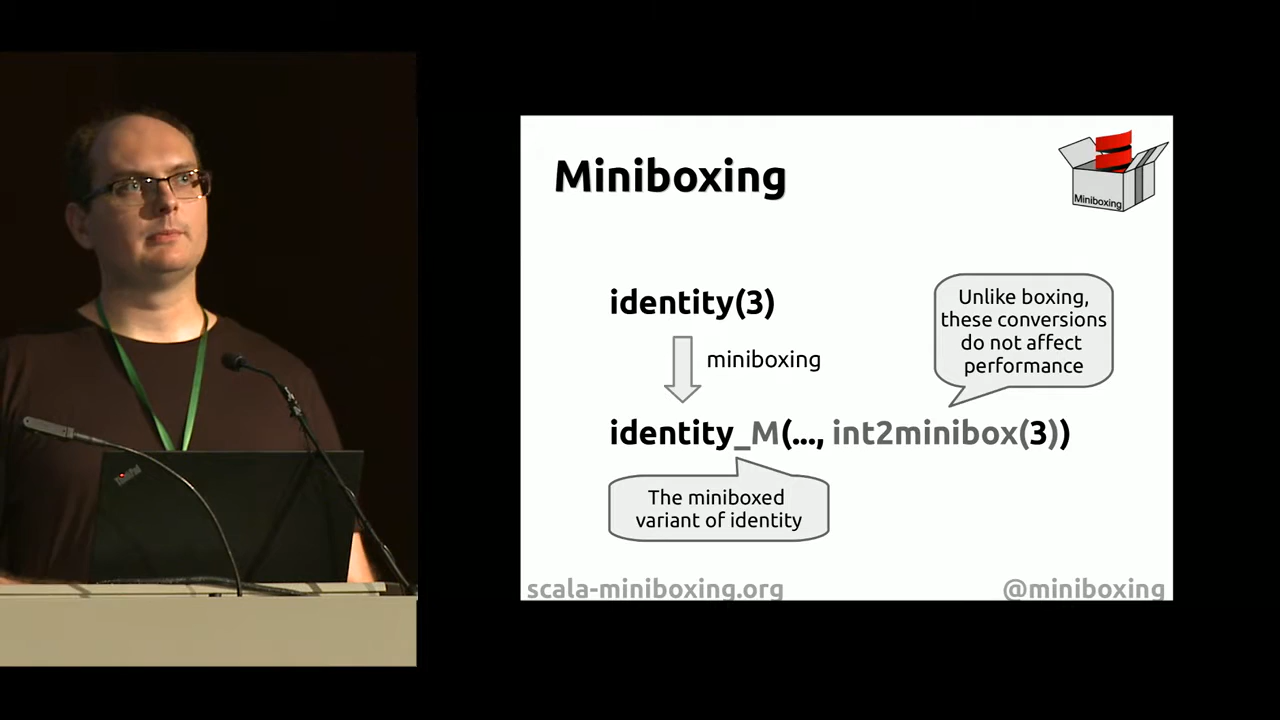 Miniboxing
Miniboxing
identity(3)
miniboxing
Unlike boxing,
these conversions
do not affect
performance
identity_M(..., int2minibox(3))
The miniboxed
variant of identity
scala-miniboxing.org
@miniboxing